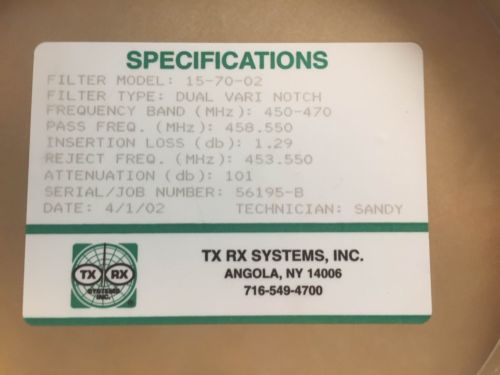 SPECIFICATIONS
FILTER MODEL: 15-70-02
FILTER TYPE: DUAL VARI NOTCH
FREQUENCY BAND (MHz): 450-470
PASS FREQ. (MHz): 458.550
INSERTION LOSS (db): 1.29
REJECT FREQ. (MHz): 453.550
ATTENUATION (db): 101
SERIAL/JOB NUMBER: 56195-B
DATE: 4/1/02 TECHNICIAN: SANDY
TX RX SYSTEMS, INC.
ANGOLA, NY 14006
716-549-4700
TX RX
SYSTEMS
INC.
®